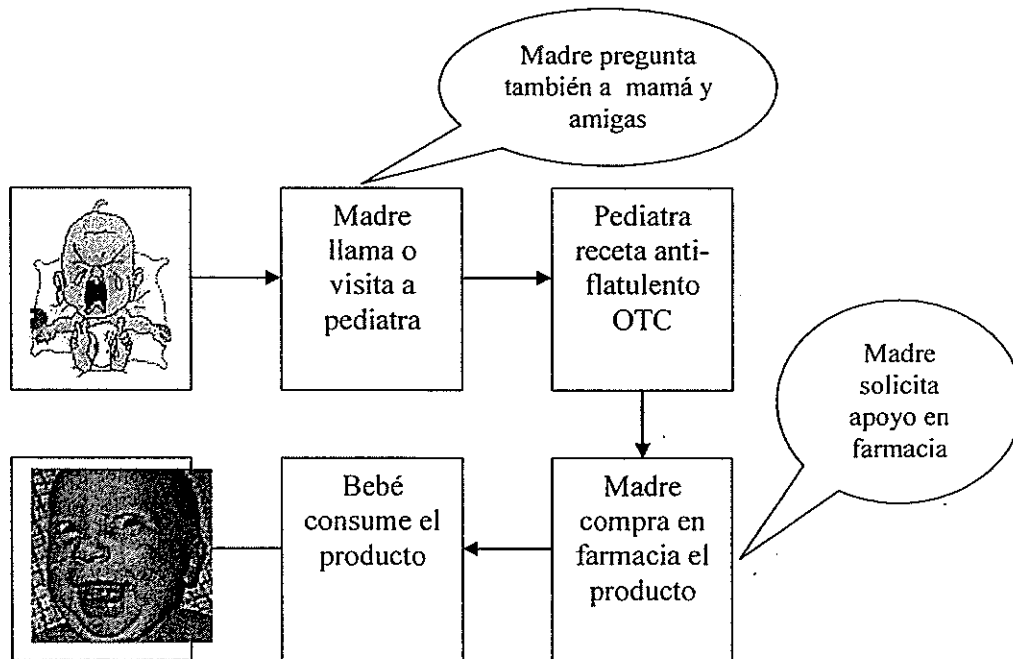 Madre pregunta
también a mamá y
amigas
Madre
llama o
visita a
pediatra
Pediatra
receta anti-
flatulento
OTC
Madre
solicita
apoyo en
farmacia
Madre
compra en
farmacia el
producto
Bebé
consume el
producto